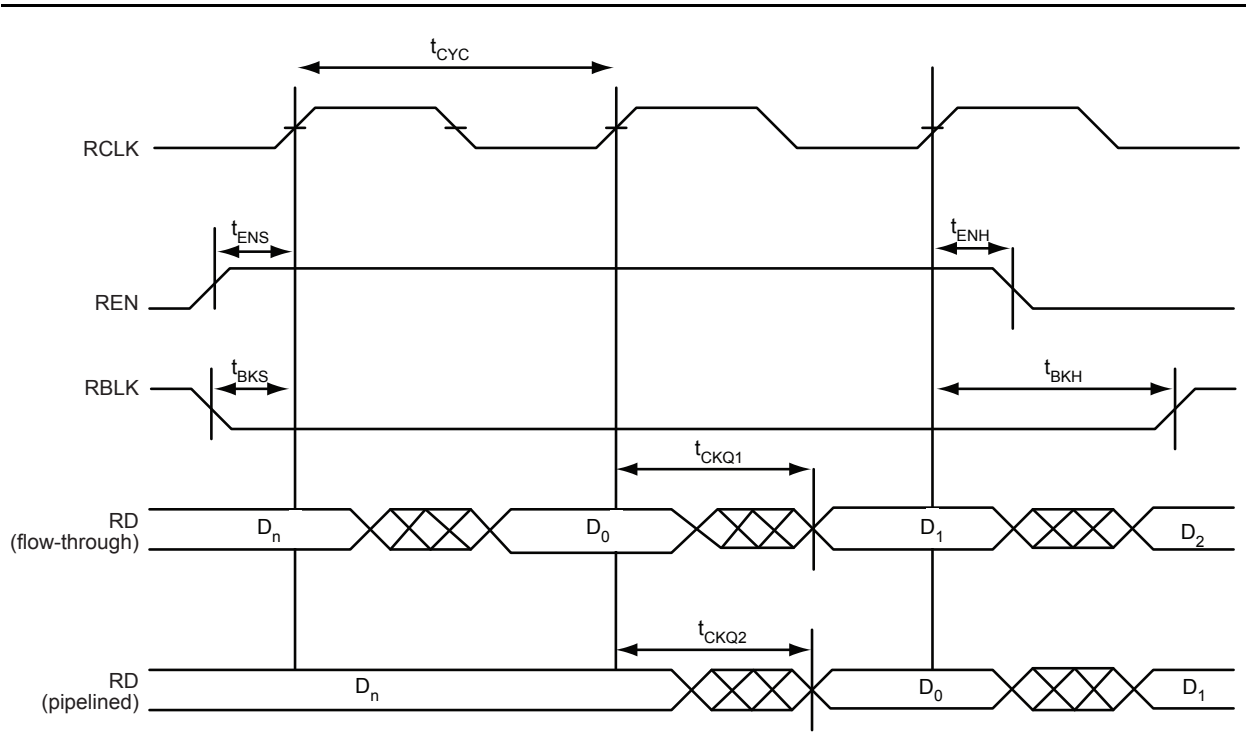 tCYC
RCLK
tENS
tENH
REN
tBKS
tBKH
RBLK
tCKQ1
RD
(flow-through)
Dn
D0
D1
D2
tCKQ2
RD
(pipelined)
Dn
D0
D1